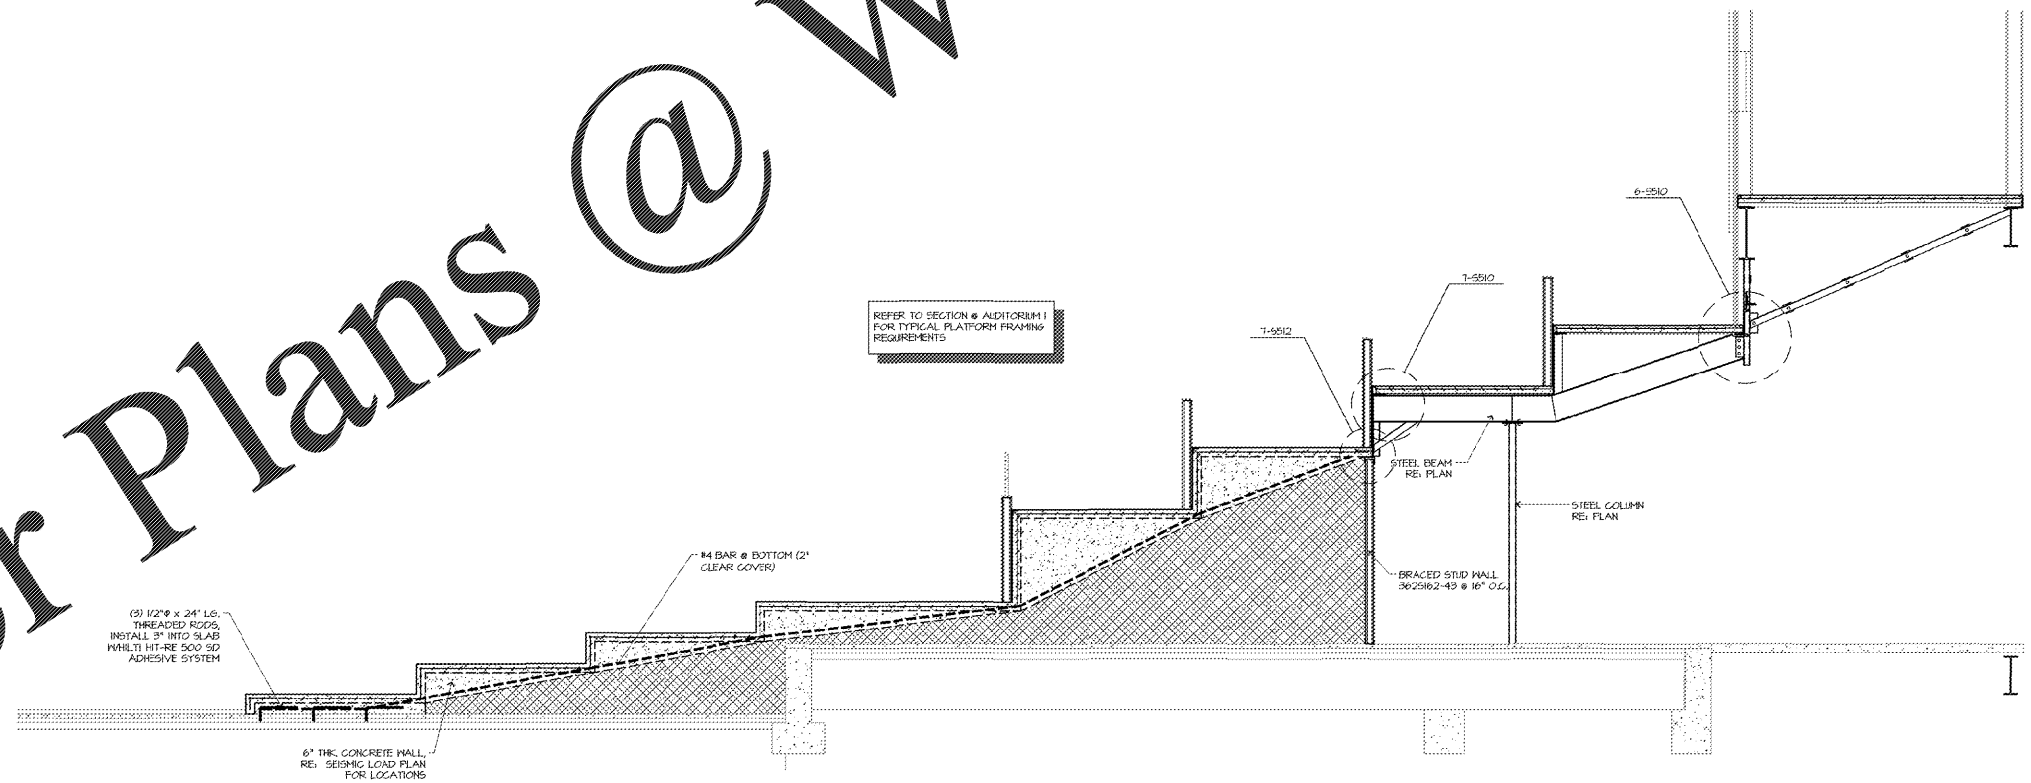 r Plans @ W
6-S510
7-S510
REFER TO SECTION @ AUDITORIUM 1
FOR TYPICAL PLATFORM FRAMING
REQUIREMENTS
7-S512
STEEL BEAM
RE: PLAN
STEEL COLUMN
RE: PLAN
#4 BAR @ BOTTOM (2"
CLEAR COVER)
BRACED STUD WALL
362S162-43 @ 16" O.C.
(3) 1/2"Φ x 24" LG.
THREADED RODS,
INSTALL 3" INTO SLAB
W/HILTI HIT-RE 500 SD
ADHESIVE SYSTEM
6" THK. CONCRETE WALL,
RE: SEISMIC LOAD PLAN
FOR LOCATIONS